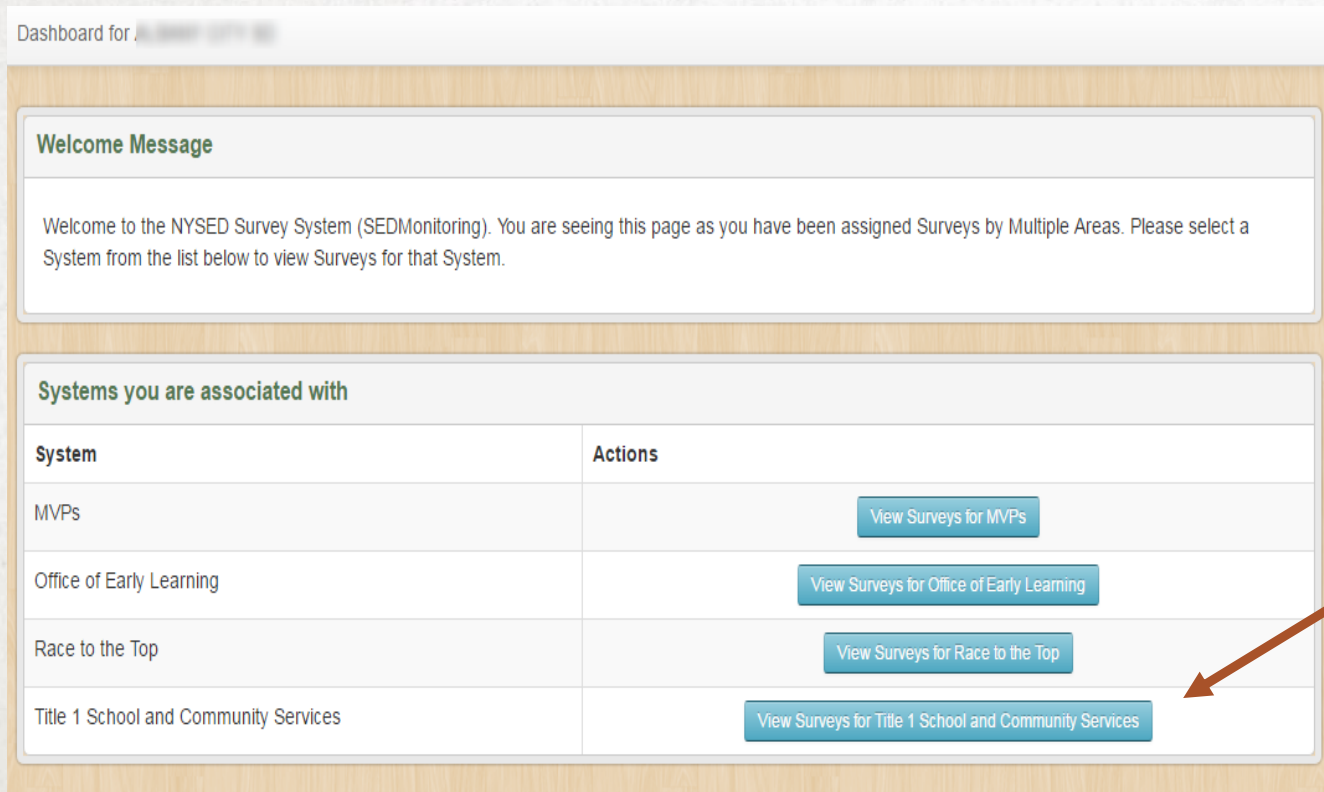 Dashboard for
Welcome Message
Welcome to the NYSED Survey System (SEDMonitoring). You are seeing this page as you have been assigned Surveys by Multiple Areas. Please select a
System from the list below to view Surveys for that System.
Systems you are associated with
System Actions
MVPs View Surveys for MVPs
Office of Early Learning View Surveys for Office of Early Learning
Race to the Top View Surveys for Race to the Top
Title 1 School and Community Services View Surveys for Title 1 School and Community Services